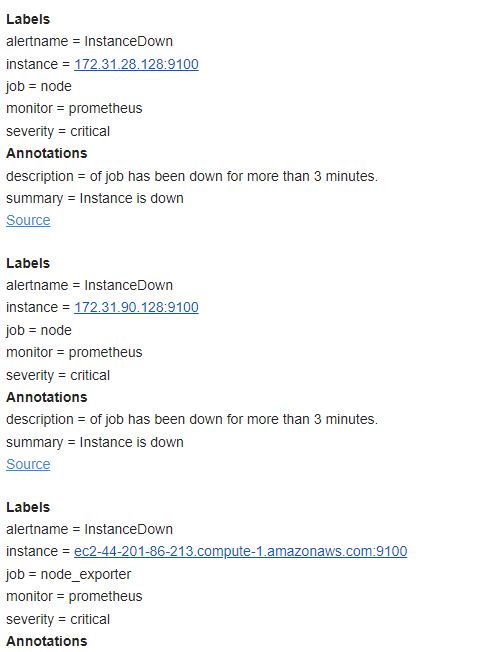 Labels
alertname = InstanceDown
instance = 172.31.28.128:9100
job = node
monitor = prometheus
severity = critical
Annotations
description = of job has been down for more than 3 minutes.
summary = Instance is down
Source
Labels
alertname = InstanceDown
instance = 172.31.90.128:9100
job = node
monitor = prometheus
severity = critical
Annotations
description = of job has been down for more than 3 minutes.
summary = Instance is down
Source
Labels
alertname = InstanceDown
instance = ec2-44-201-86-213.compute-1.amazonaws.com:9100
job = node_exporter
monitor = prometheus
severity = critical
Annotations